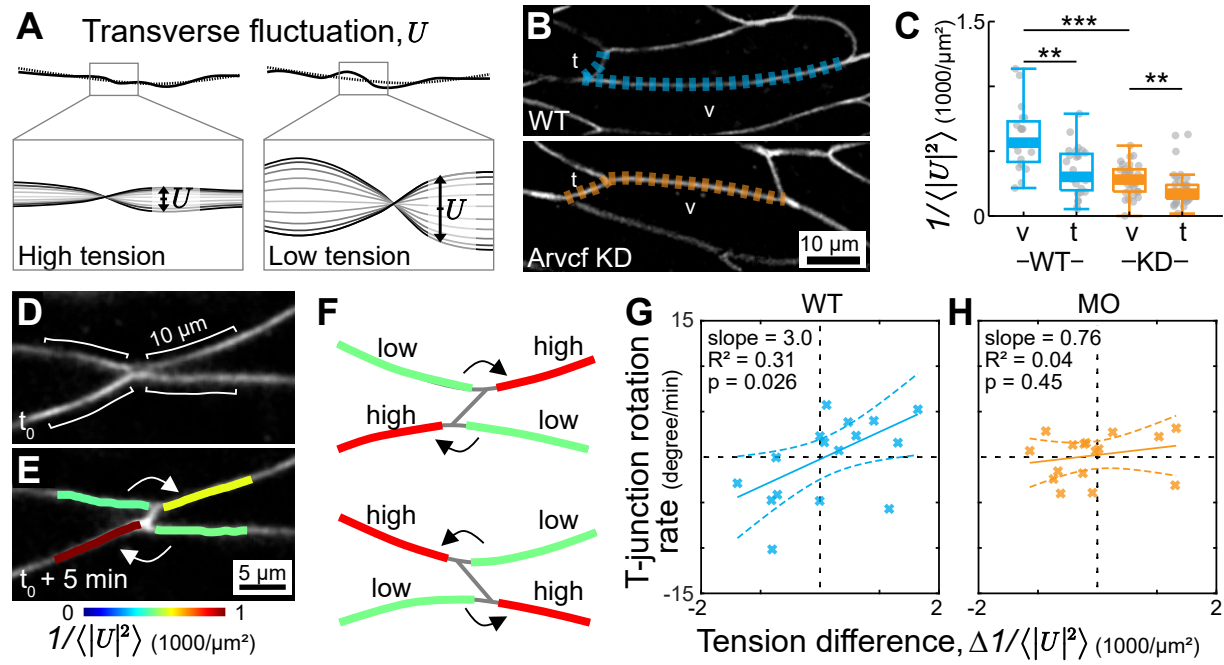 A
Transverse fluctuation, U
U
High tension
U
Low tension
B
t
v
WT
t
v
Arvcf KD
10 µm
C
1.5
0
1/⟨|U|²⟩ (1000/µm²)
***
**
**
v t v t
–WT– –KD–
D
10 µm
t₀
E
t₀ + 5 min
5 µm
0 1
1/⟨|U|²⟩ (1000/µm²)
F
low
high
high
low
high
low
low
high
G
WT
slope = 3.0
R² = 0.31
p = 0.026
15
-15
T-junction rotation
rate (degree/min)
-2 2
H
MO
slope = 0.76
R² = 0.04
p = 0.45
-2 2
Tension difference, Δ1/⟨|U|²⟩ (1000/µm²)